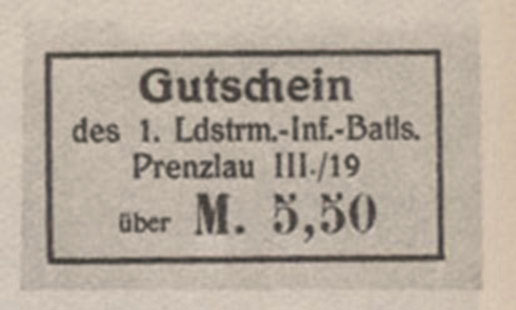 Gutschein
des 1. Ldstrm.-Inf.-Batls.
Prenzlau III./19
über M. 5,50